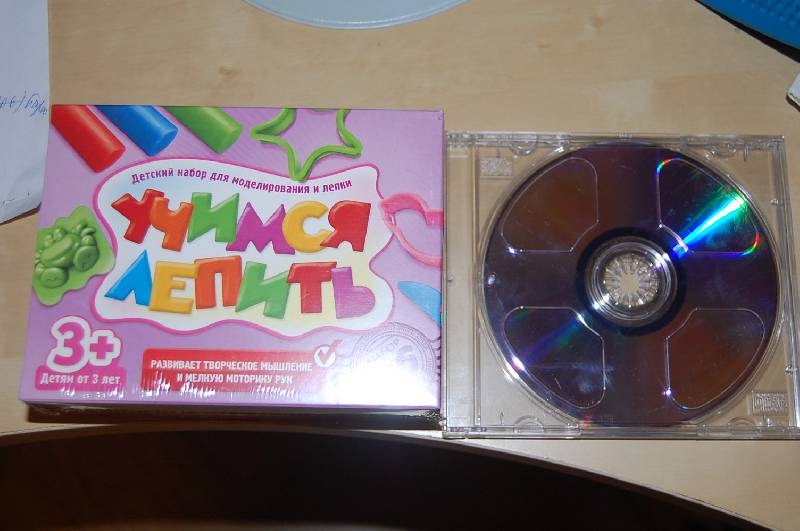 Детский набор для моделирования и лепки
УЧИМСЯ
ЛЕПИТЬ
3+
Детям от 3 лет
РАЗВИВАЕТ ТВОРЧЕСКОЕ МЫШЛЕНИЕ
И МЕЛКУЮ МОТОРИКУ РУК